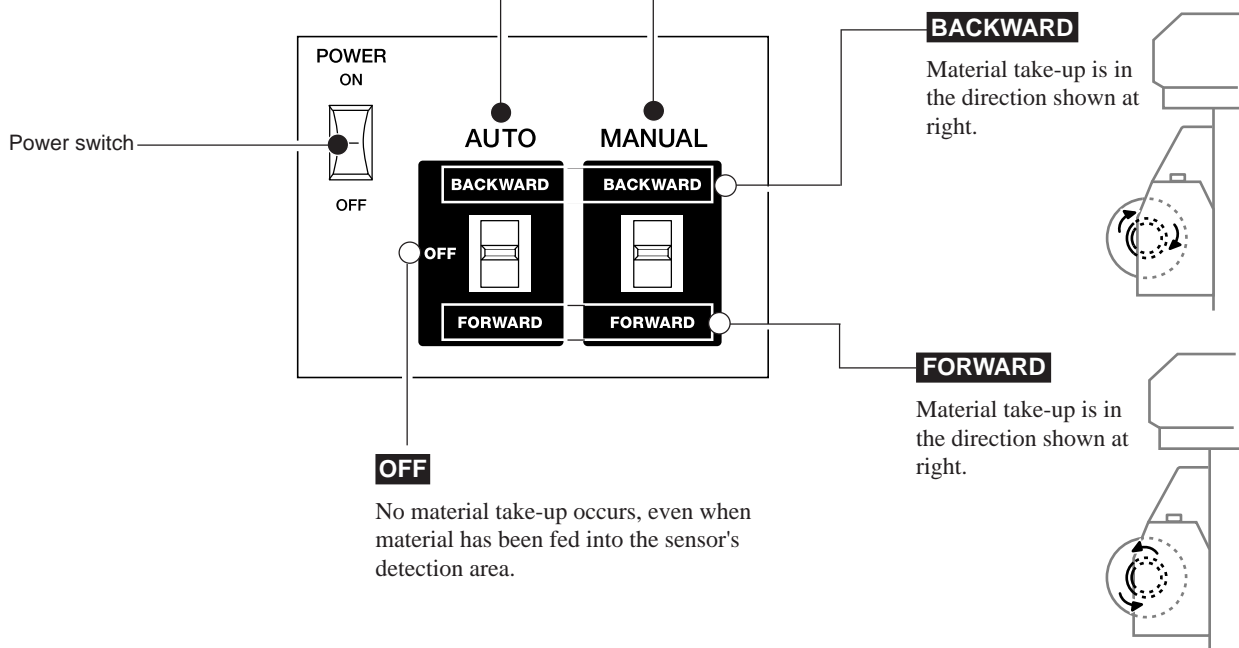 POWER
ON
OFF
Power switch
AUTO
MANUAL
BACKWARD
BACKWARD
OFF
FORWARD
FORWARD
BACKWARD
Material take-up is in
the direction shown at
right.
FORWARD
Material take-up is in
the direction shown at
right.
OFF
No material take-up occurs, even when
material has been fed into the sensor's
detection area.